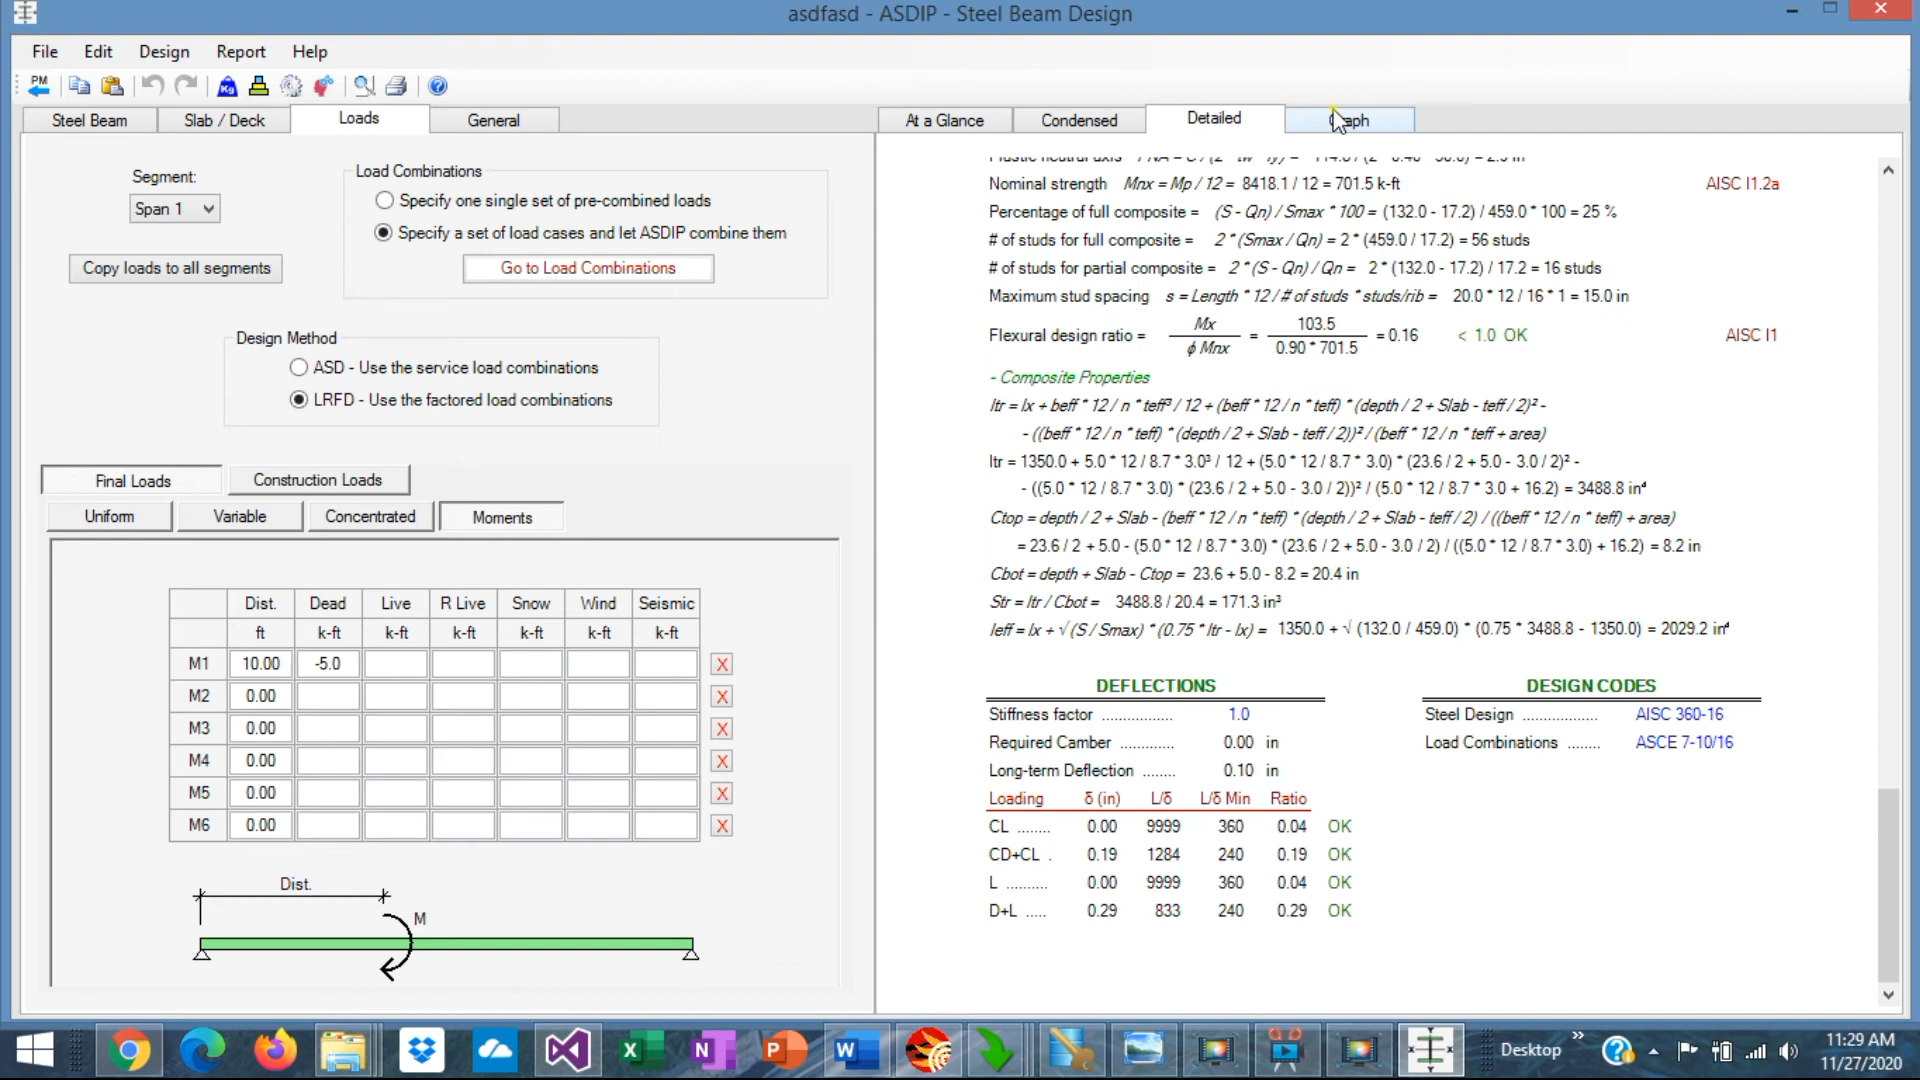 asdfasd - ASDIP - Steel Beam Design
File Edit Design Report Help
PM
Kg
Steel Beam Slab / Deck Loads General
At a Glance Condensed Detailed
Segment:
Span 1
Copy loads to all segments
Load Combinations
Specify one single set of pre-combined loads
Specify a set of load cases and let ASDIP combine them
Go to Load Combinations
Design Method
ASD - Use the service load combinations
LRFD - Use the factored load combinations
Final Loads Construction Loads
Uniform Variable Concentrated Moments
Dist. Dead Live R Live Snow Wind Seismic
ft k-ft k-ft k-ft k-ft k-ft k-ft
M1 10.00 -5.0 X
M2 0.00 X
M3 0.00 X
M4 0.00 X
M5 0.00 X
M6 0.00 X
Dist.
M
Nominal strength Mnx = Mp / 12 = 8418.1 / 12 = 701.5 k-ft AISC I1.2a
Percentage of full composite = (S - Qn) / Smax * 100 = (132.0 - 17.2) / 459.0 * 100 = 25 %
# of studs for full composite = 2 * (Smax / Qn) = 2 * (459.0 / 17.2) = 56 studs
# of studs for partial composite = 2 * (S - Qn) / Qn = 2 * (132.0 - 17.2) / 17.2 = 16 studs
Maximum stud spacing s = Length * 12 / # of studs * studs/rib = 20.0 * 12 / 16 * 1 = 15.0 in
Flexural design ratio = Mx / ϕ Mnx = 103.5 / 0.90 * 701.5 = 0.16 < 1.0 OK AISC I1
- Composite Properties
Itr = Ix + beff * 12 / n * teff³ / 12 + (beff * 12 / n * teff) * (depth / 2 + Slab - teff / 2)² -
- ((beff * 12 / n * teff) * (depth / 2 + Slab - teff / 2))² / (beff * 12 / n * teff + area)
Itr = 1350.0 + 5.0 * 12 / 8.7 * 3.0³ / 12 + (5.0 * 12 / 8.7 * 3.0) * (23.6 / 2 + 5.0 - 3.0 / 2)² -
- ((5.0 * 12 / 8.7 * 3.0) * (23.6 / 2 + 5.0 - 3.0 / 2))² / (5.0 * 12 / 8.7 * 3.0 + 16.2) = 3488.8 in⁴
Ctop = depth / 2 + Slab - (beff * 12 / n * teff) * (depth / 2 + Slab - teff / 2) / ((beff * 12 / n * teff) + area)
= 23.6 / 2 + 5.0 - (5.0 * 12 / 8.7 * 3.0) * (23.6 / 2 + 5.0 - 3.0 / 2) / ((5.0 * 12 / 8.7 * 3.0) + 16.2) = 8.2 in
Cbot = depth + Slab - Ctop = 23.6 + 5.0 - 8.2 = 20.4 in
Str = Itr / Cbot = 3488.8 / 20.4 = 171.3 in³
Ieff = Ix + √ (S / Smax) * (0.75 * Itr - Ix) = 1350.0 + √ (132.0 / 459.0) * (0.75 * 3488.8 - 1350.0) = 2029.2 in⁴
DEFLECTIONS
Stiffness factor ................ 1.0
Required Camber ............ 0.00 in
Long-term Deflection ....... 0.10 in
Loading δ (in) L/δ L/δ Min Ratio
CL ........ 0.00 9999 360 0.04 OK
CD+CL . 0.19 1284 240 0.19 OK
L .......... 0.00 9999 360 0.04 OK
D+L ..... 0.29 833 240 0.29 OK
DESIGN CODES
Steel Design ................. AISC 360-16
Load Combinations ........ ASCE 7-10/16
Desktop
11:29 AM
11/27/2020